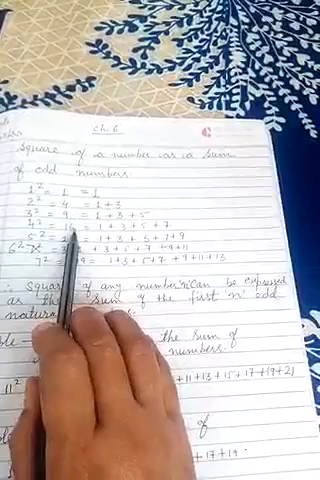 Ch-6
Square of a number as a sum
of odd numbers.
1² = 1 = 1
2² = 4 = 1+3
3² = 9 = 1+3+5
4² = 16 = 1+3+5+7
= 1+3+5+7+9
6² + 3 + 5 + 7 + 9+11
7² = 1+3+5+7 +9+11+13
∴ Square of any number 'n' can be expressed
as the sum of the first 'n' odd
the sum of
numbers.
11² +11+13+15+17+19+21
of
+17+19.